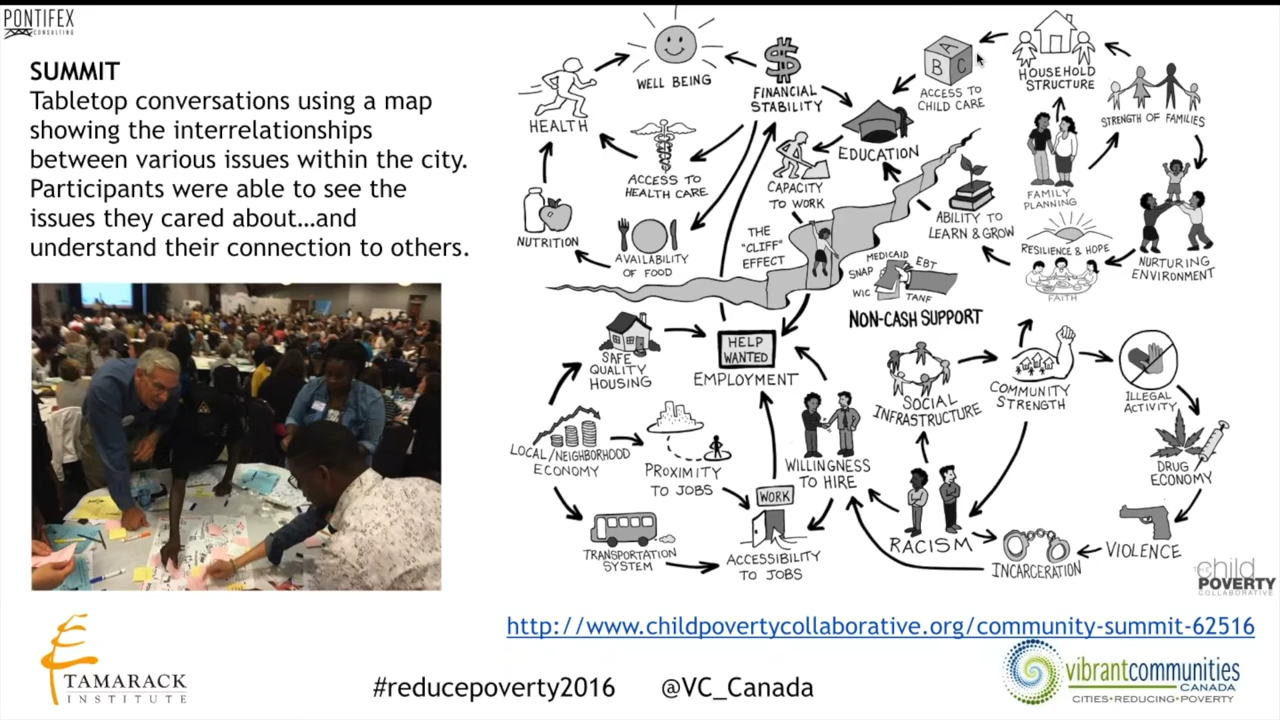 PONTIFEX
CONSULTING
SUMMIT
Tabletop conversations using a map
showing the interrelationships
between various issues within the city.
Participants were able to see the
issues they cared about...and
understand their connection to others.
WELL BEING
$
FINANCIAL
STABILITY
A
B C
ACCESS TO
CHILD CARE
HOUSEHOLD
STRUCTURE
STRENGTH OF FAMILIES
HEALTH
ACCESS TO
HEALTH CARE
EDUCATION
CAPACITY
TO WORK
FAMILY
PLANNING
NUTRITION
AVAILABILITY
OF FOOD
THE
"CLIFF"
EFFECT
ABILITY TO
LEARN & GROW
RESILIENCE & HOPE
FAITH
NURTURING
ENVIRONMENT
MEDICAID
EBT
SNAP
WIC
TANF
NON-CASH SUPPORT
SAFE
QUALITY
HOUSING
HELP
WANTED
EMPLOYMENT
SOCIAL
INFRASTRUCTURE
COMMUNITY
STRENGTH
ILLEGAL
ACTIVITY
LOCAL/NEIGHBORHOOD
ECONOMY
PROXIMITY
TO JOBS
WILLINGNESS
TO HIRE
DRUG
ECONOMY
TRANSPORTATION
SYSTEM
WORK
ACCESSIBILITY
TO JOBS
RACISM
INCARCERATION
VIOLENCE
THE child
POVERTY
COLLABORATIVE
http://www.childpovertycollaborative.org/community-summit-62516
TAMARACK
INSTITUTE
#reducepoverty2016 @VC_Canada
vibrantcommunities
CANADA
CITIES•REDUCING•POVERTY